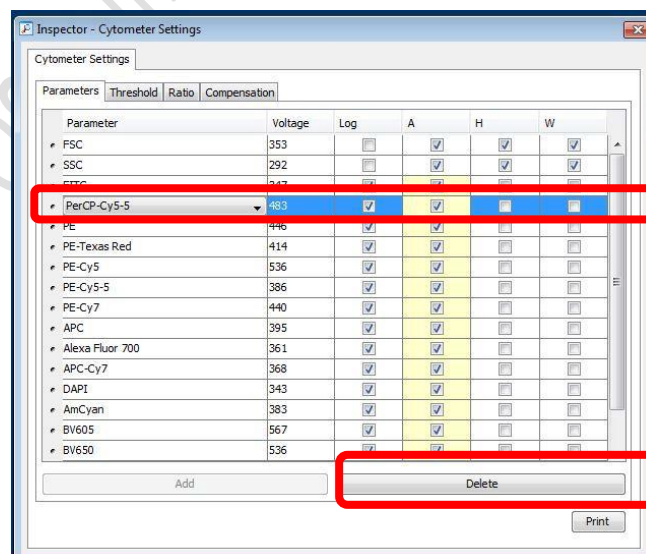 Inspector - Cytometer Settings
Cytometer Settings
Parameters Threshold Ratio Compensation
Parameter Voltage Log A H W
FSC 353
SSC 292
FITC 347
PerCP-Cy5-5 483
PE 446
PE-Texas Red 414
PE-Cy5 536
PE-Cy5-5 386
PE-Cy7 440
APC 395
Alexa Fluor 700 361
APC-Cy7 368
DAPI 343
AmCyan 383
BV605 567
BV650 536
Add Delete
Print